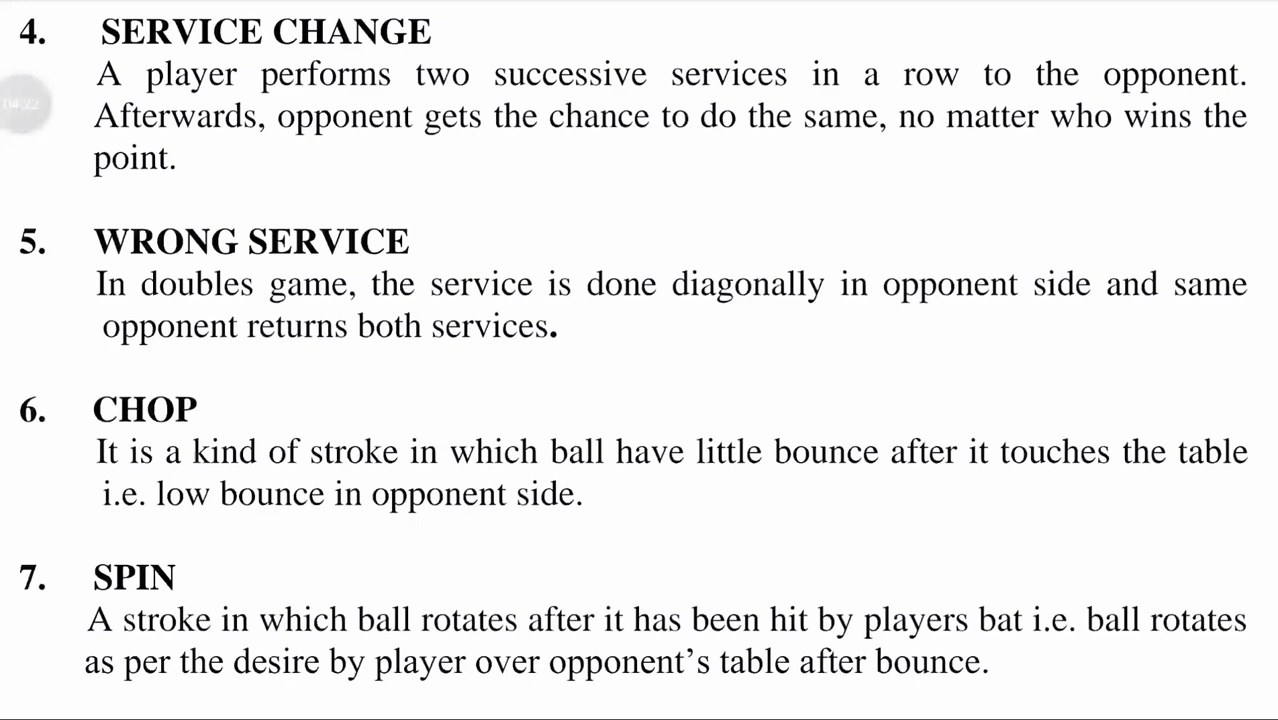 4. SERVICE CHANGE
A player performs two successive services in a row to the opponent.
Afterwards, opponent gets the chance to do the same, no matter who wins the
point.
5. WRONG SERVICE
In doubles game, the service is done diagonally in opponent side and same
opponent returns both services.
6. CHOP
It is a kind of stroke in which ball have little bounce after it touches the table
i.e. low bounce in opponent side.
7. SPIN
A stroke in which ball rotates after it has been hit by players bat i.e. ball rotates
as per the desire by player over opponent’s table after bounce.
04:22